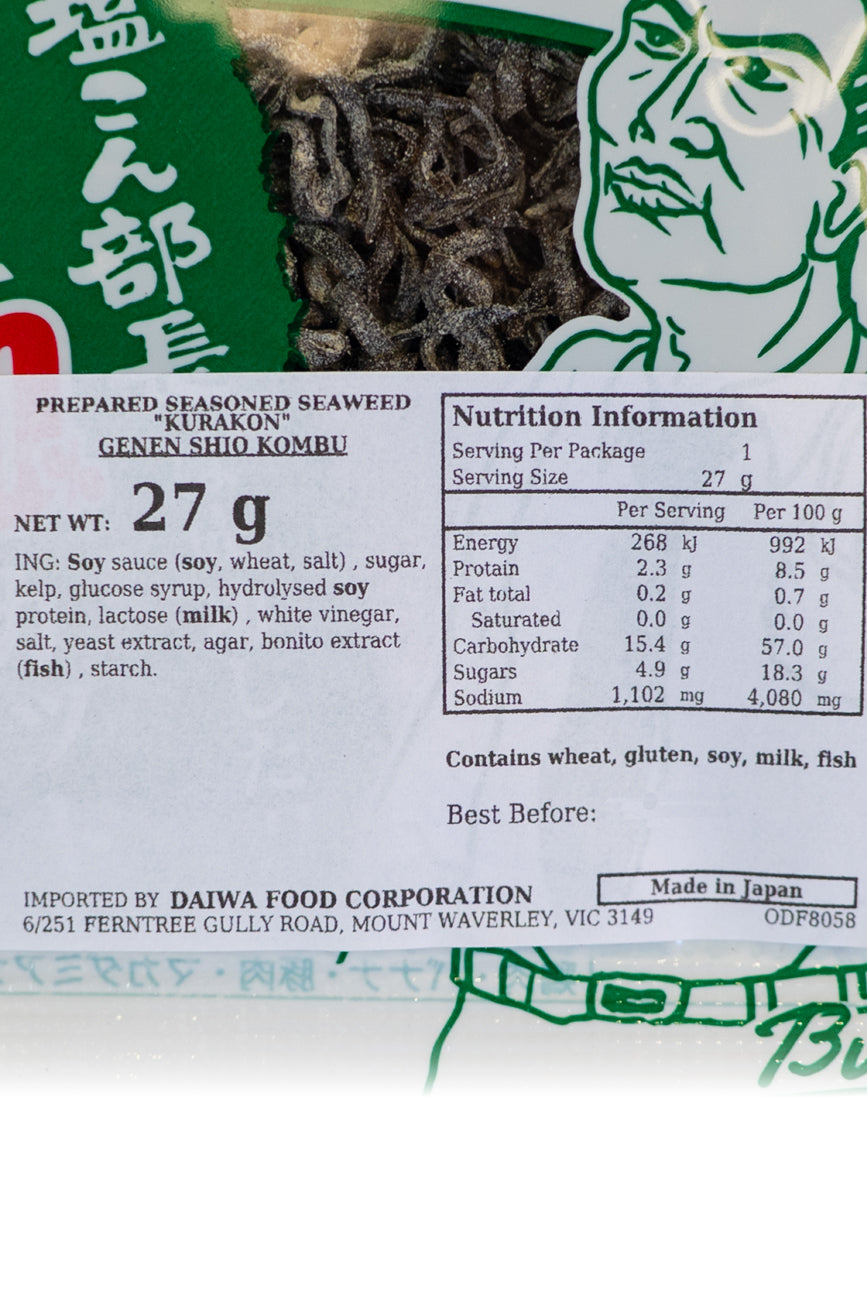 塩こん部長
PREPARED SEASONED SEAWEED
"KURAKON"
GENEN SHIO KOMBU
NET WT: 27 g
ING: Soy sauce (soy, wheat, salt) , sugar,
kelp, glucose syrup, hydrolysed soy
protein, lactose (milk) , white vinegar,
salt, yeast extract, agar, bonito extract
(fish) , starch.
Nutrition Information
Serving Per Package 1
Serving Size 27 g
Per Serving Per 100 g
Energy 268 kJ 992 kJ
Protein 2.3 g 8.5 g
Fat total 0.2 g 0.7 g
Saturated 0.0 g 0.0 g
Carbohydrate 15.4 g 57.0 g
Sugars 4.9 g 18.3 g
Sodium 1,102 mg 4,080 mg
Contains wheat, gluten, soy, milk, fish
Best Before:
IMPORTED BY DAIWA FOOD CORPORATION
6/251 FERNTREE GULLY ROAD, MOUNT WAVERLEY, VIC 3149
Made in Japan
ODF8058